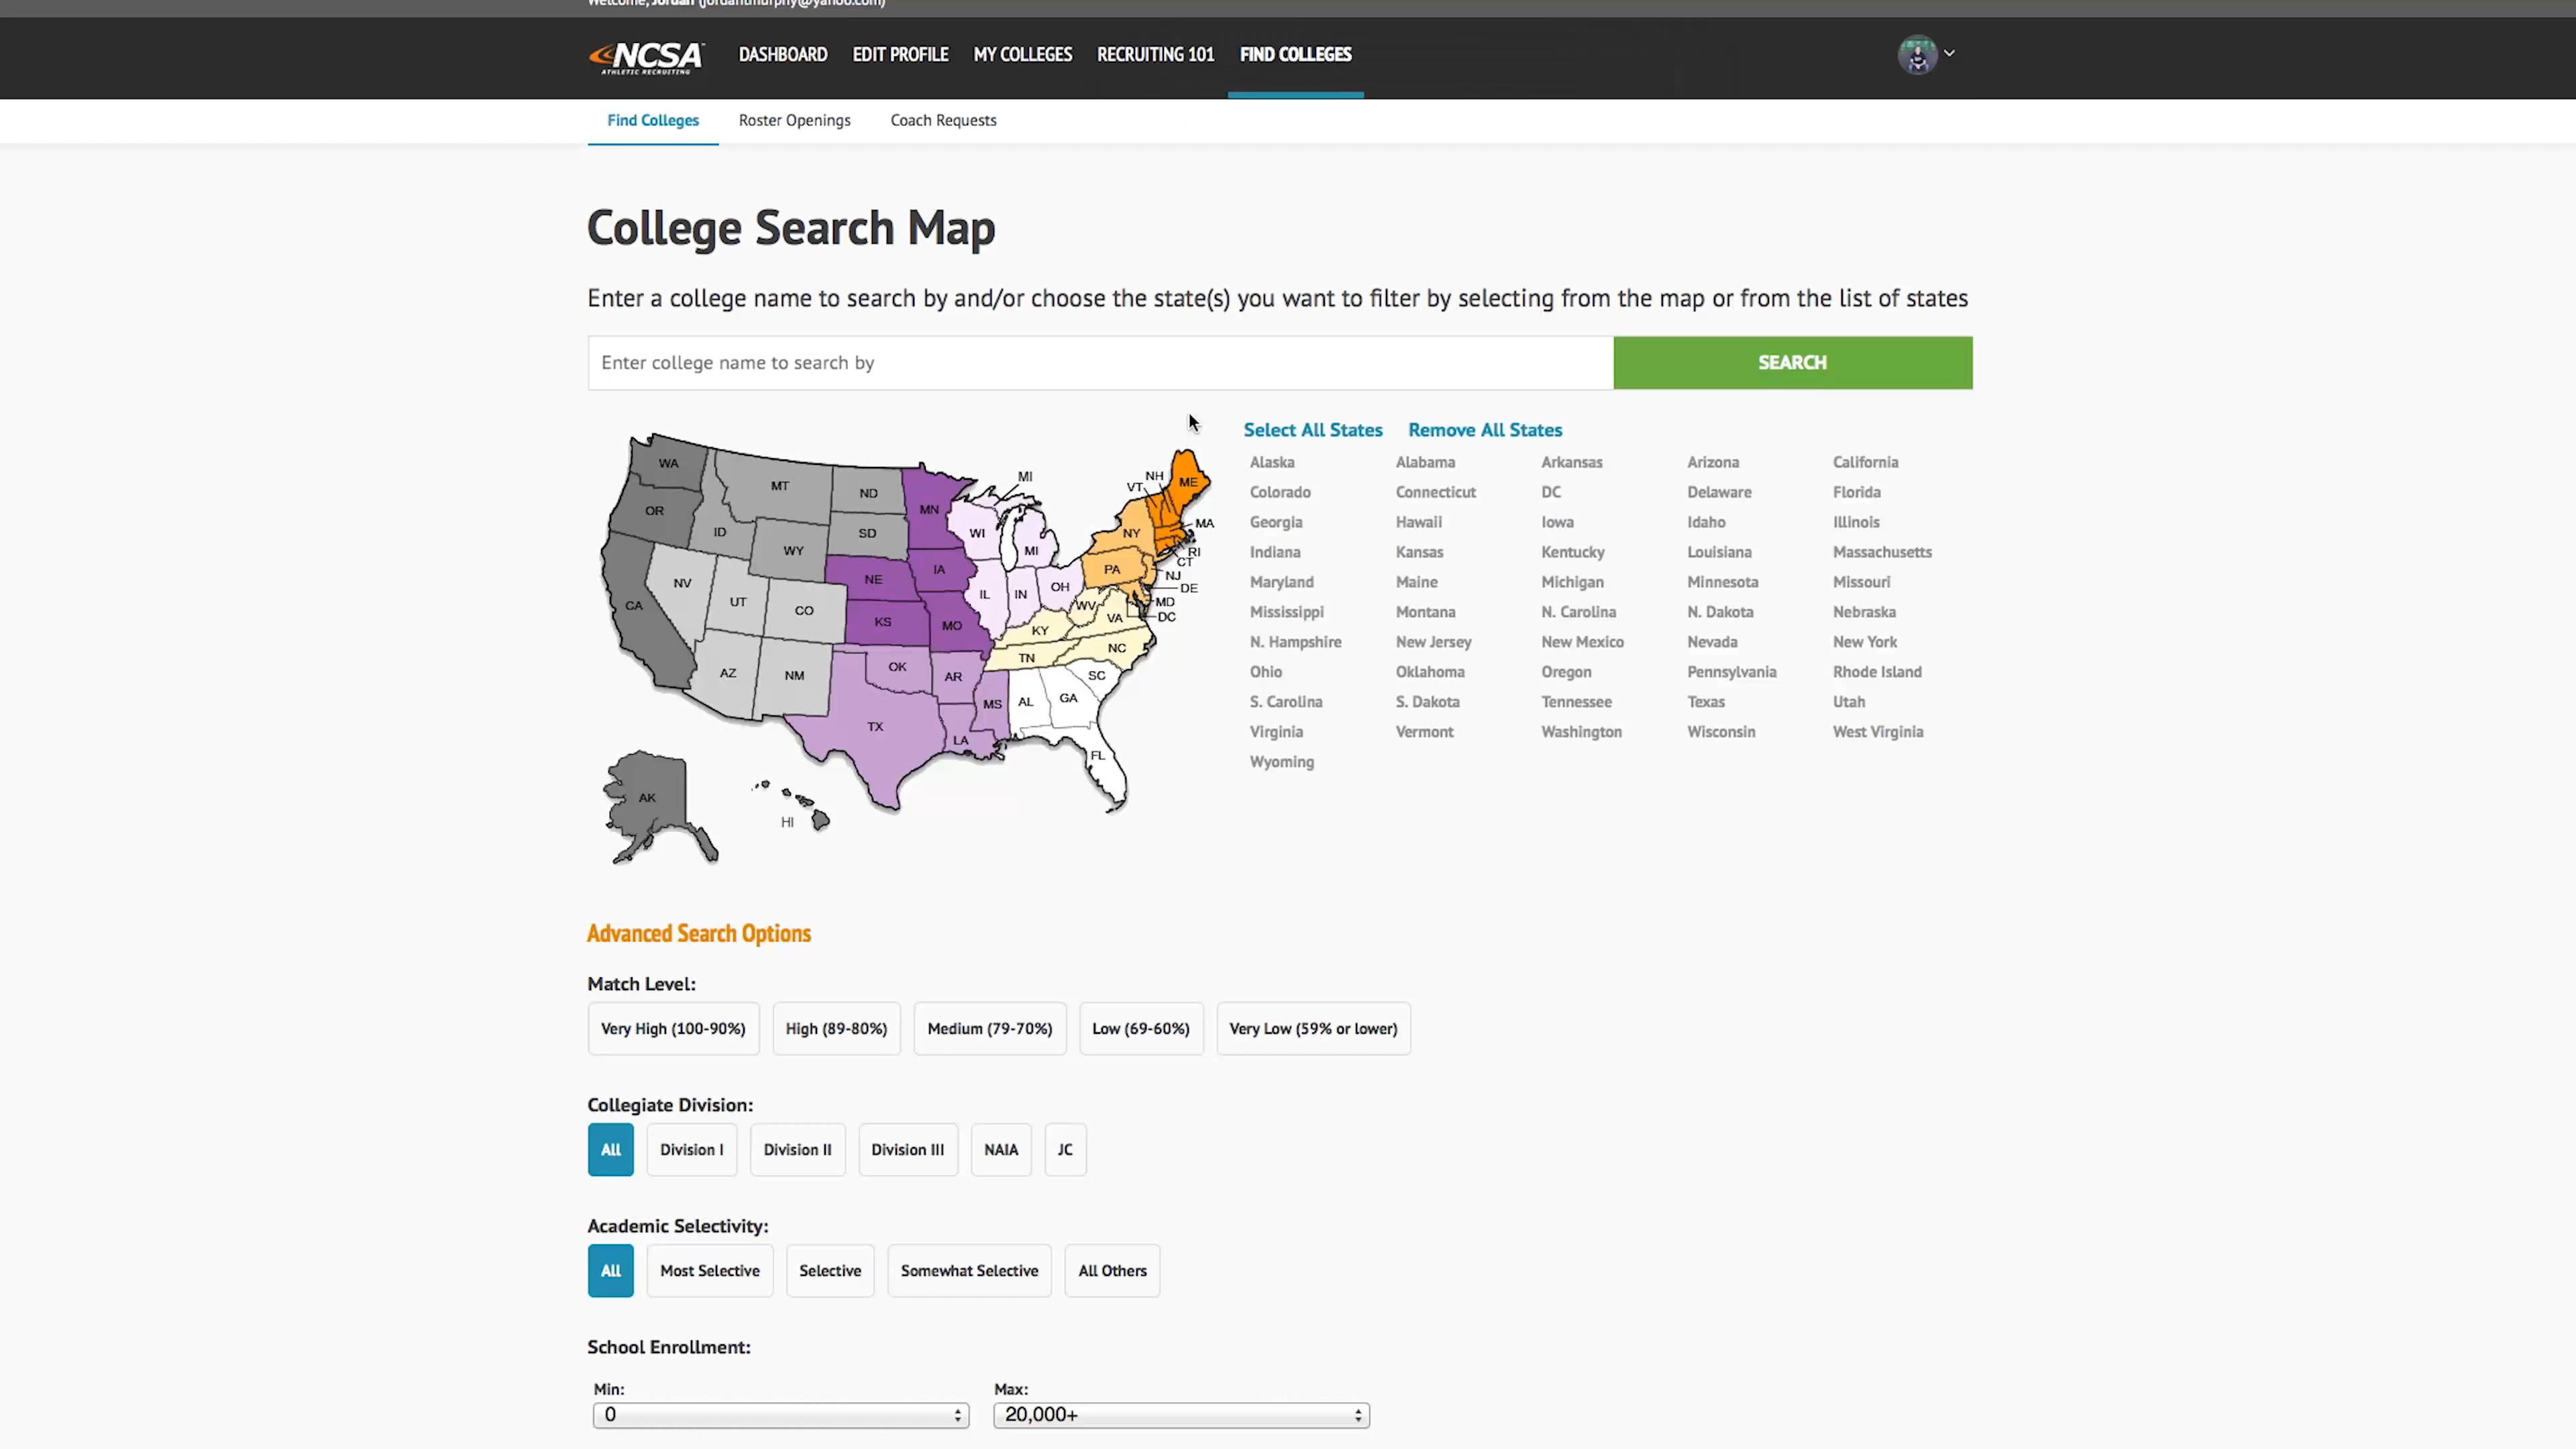 Welcome, Jordan (jordantmurphy@yahoo.com)
NCSA
ATHLETIC RECRUITING
DASHBOARD EDIT PROFILE MY COLLEGES RECRUITING 101 FIND COLLEGES
Find Colleges Roster Openings Coach Requests
College Search Map
Enter a college name to search by and/or choose the state(s) you want to filter by selecting from the map or from the list of states
Enter college name to search by SEARCH
WA
MT
ND
MN
MI
NH
VT
ME
OR
ID
SD
WI
MI
NY
MA
WY
RI
CT
NV
NE
IA
PA
NJ
DE
CA
UT
CO
IL
IN
OH
WV
MD
KS
MO
VA
DC
KY
NC
AZ
NM
OK
AR
TN
SC
TX
MS
AL
GA
LA
FL
AK
HI
Select All States Remove All States
Alaska Alabama Arkansas Arizona California
Colorado Connecticut DC Delaware Florida
Georgia Hawaii Iowa Idaho Illinois
Indiana Kansas Kentucky Louisiana Massachusetts
Maryland Maine Michigan Minnesota Missouri
Mississippi Montana N. Carolina N. Dakota Nebraska
N. Hampshire New Jersey New Mexico Nevada New York
Ohio Oklahoma Oregon Pennsylvania Rhode Island
S. Carolina S. Dakota Tennessee Texas Utah
Virginia Vermont Washington Wisconsin West Virginia
Wyoming
Advanced Search Options
Match Level:
Very High (100-90%) High (89-80%) Medium (79-70%) Low (69-60%) Very Low (59% or lower)
Collegiate Division:
All Division I Division II Division III NAIA JC
Academic Selectivity:
All Most Selective Selective Somewhat Selective All Others
School Enrollment:
Min: Max:
0 20,000+